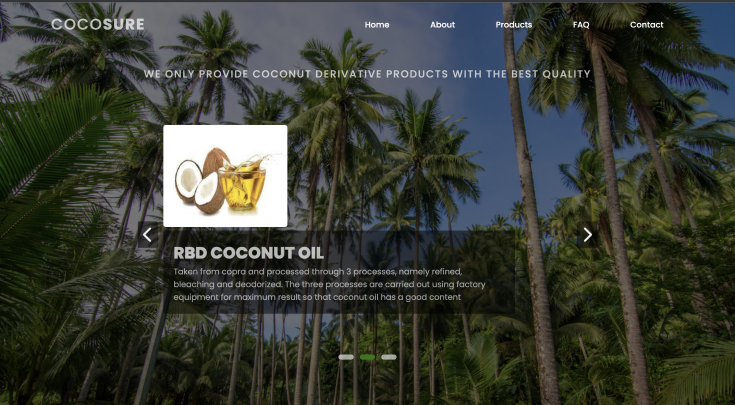 COCOSURE
Home
About
Products
FAQ
Contact
WE ONLY PROVIDE COCONUT DERIVATIVE PRODUCTS WITH THE BEST QUALITY
RBD COCONUT OIL
Taken from copra and processed through 3 processes, namely refined,
bleaching and deodorized. The three processes are carried out using factory
equipment for maximum result so that coconut oil has a good content